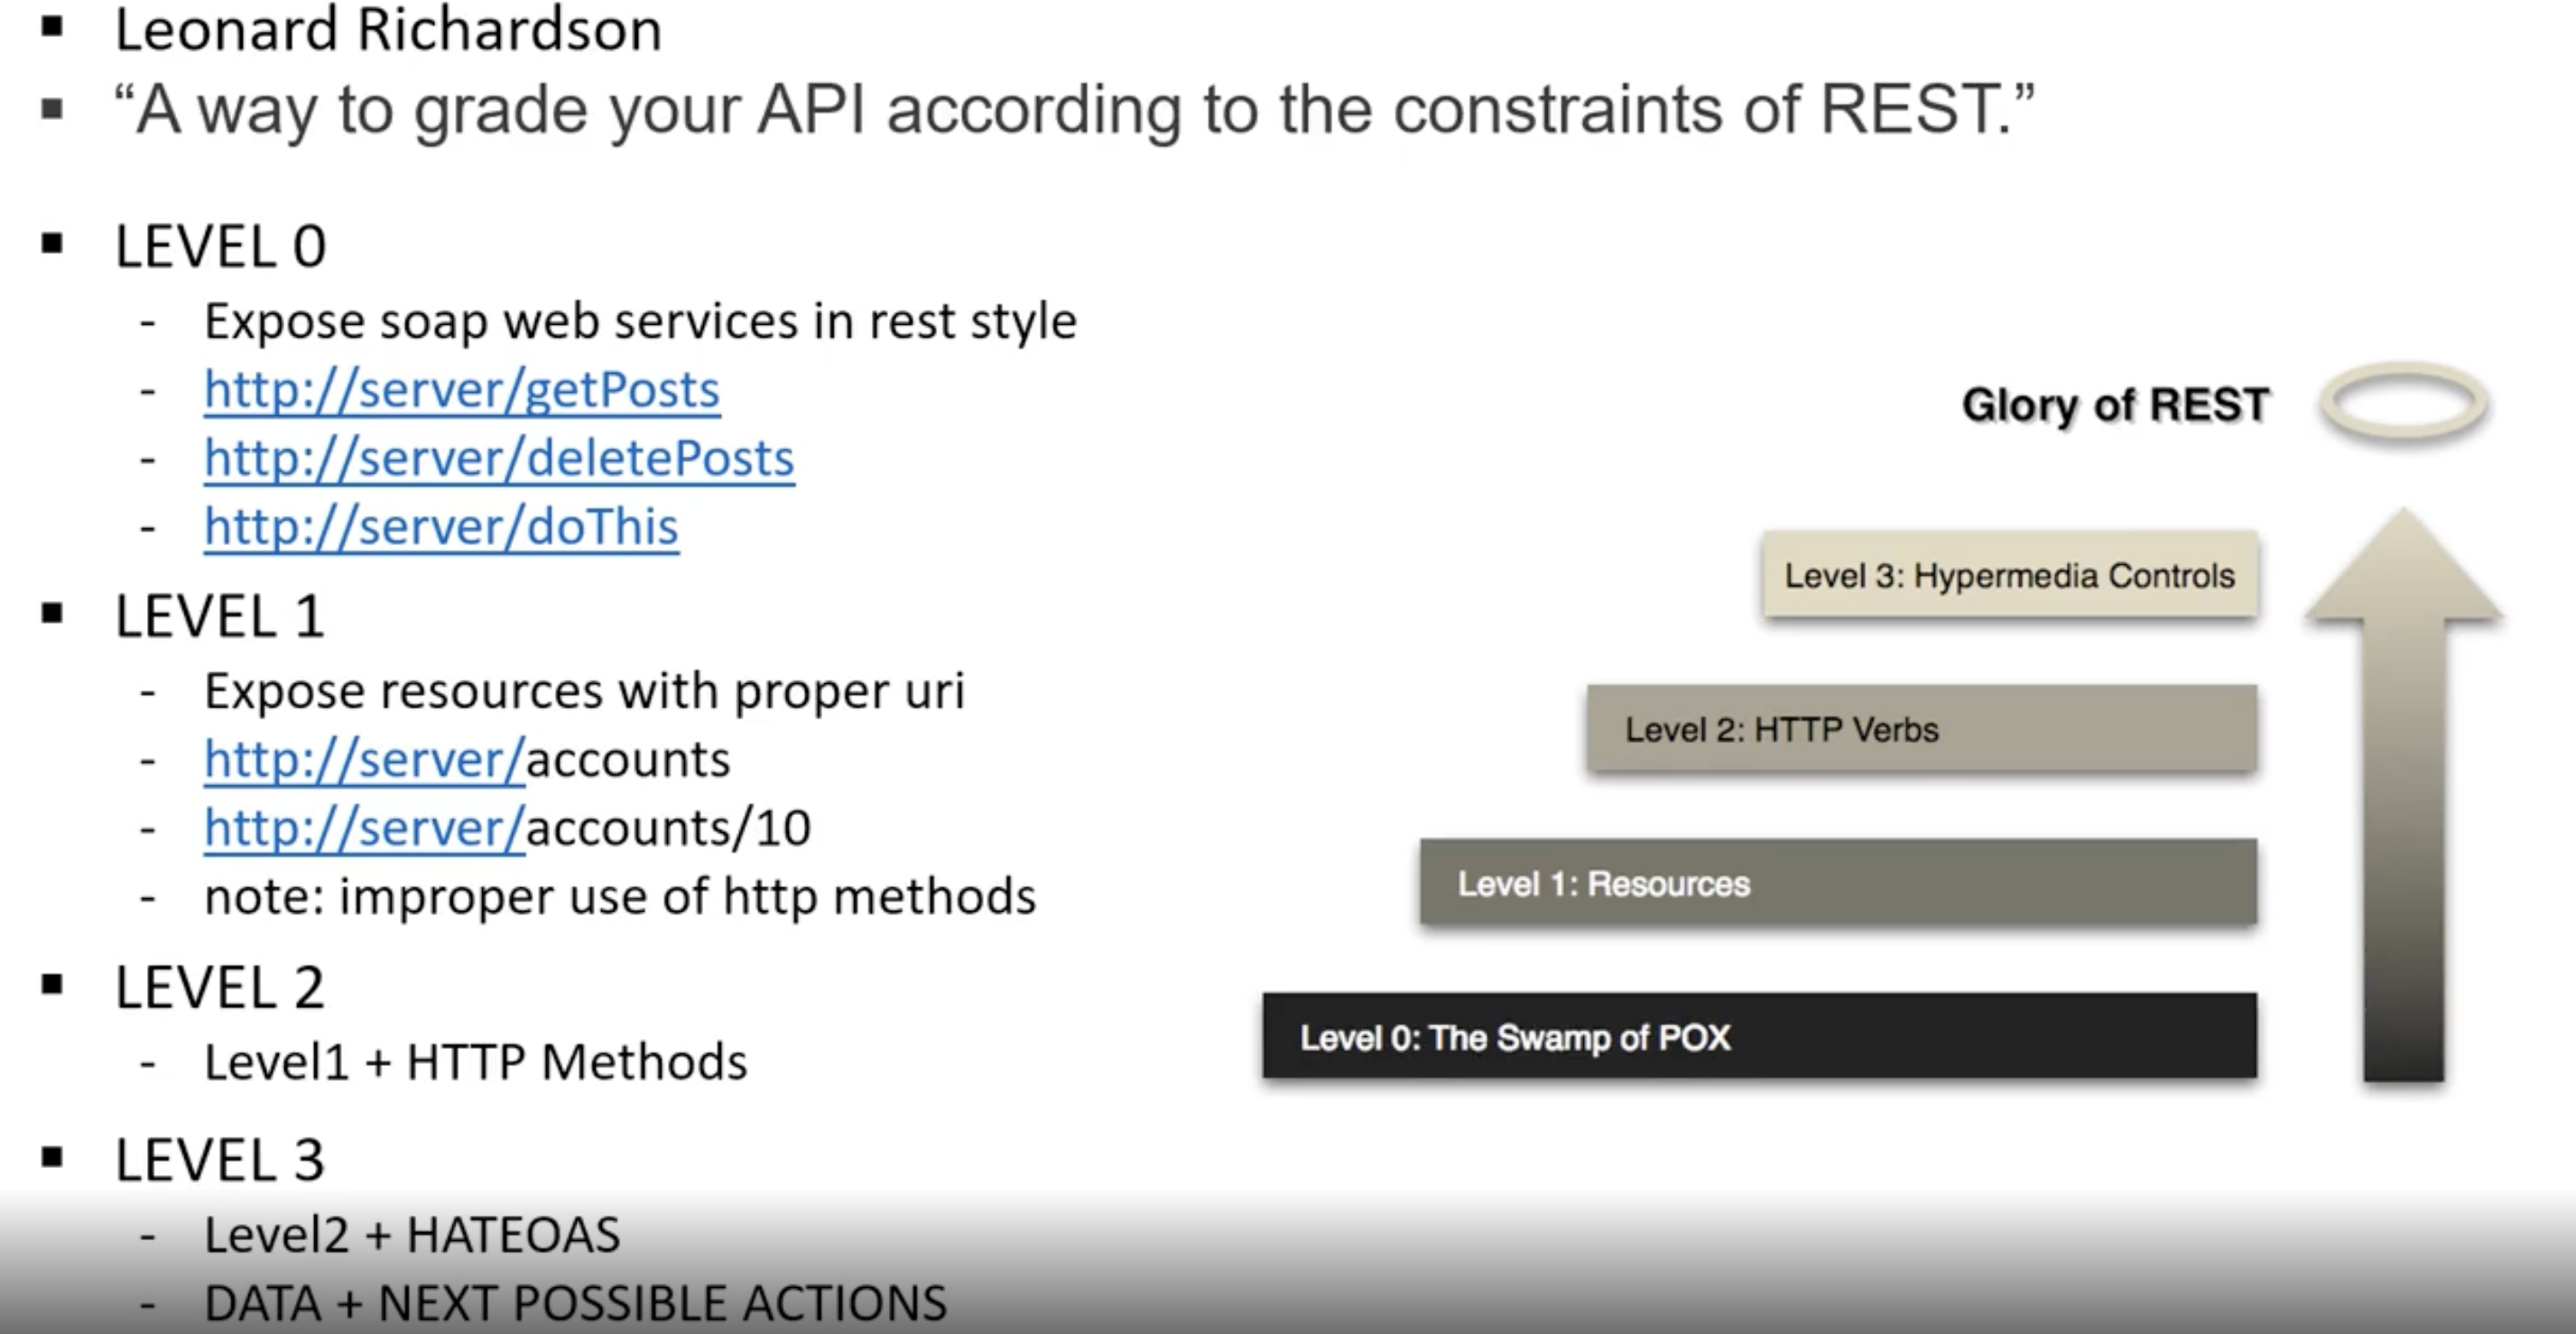 Leonard Richardson
“A way to grade your API according to the constraints of REST.”
LEVEL 0
- Expose soap web services in rest style
- http://server/getPosts
- http://server/deletePosts
- http://server/doThis
LEVEL 1
- Expose resources with proper uri
- http://server/accounts
- http://server/accounts/10
- note: improper use of http methods
LEVEL 2
- Level1 + HTTP Methods
LEVEL 3
- Level2 + HATEOAS
- DATA + NEXT POSSIBLE ACTIONS
Glory of REST
Level 3: Hypermedia Controls
Level 2: HTTP Verbs
Level 1: Resources
Level 0: The Swamp of POX